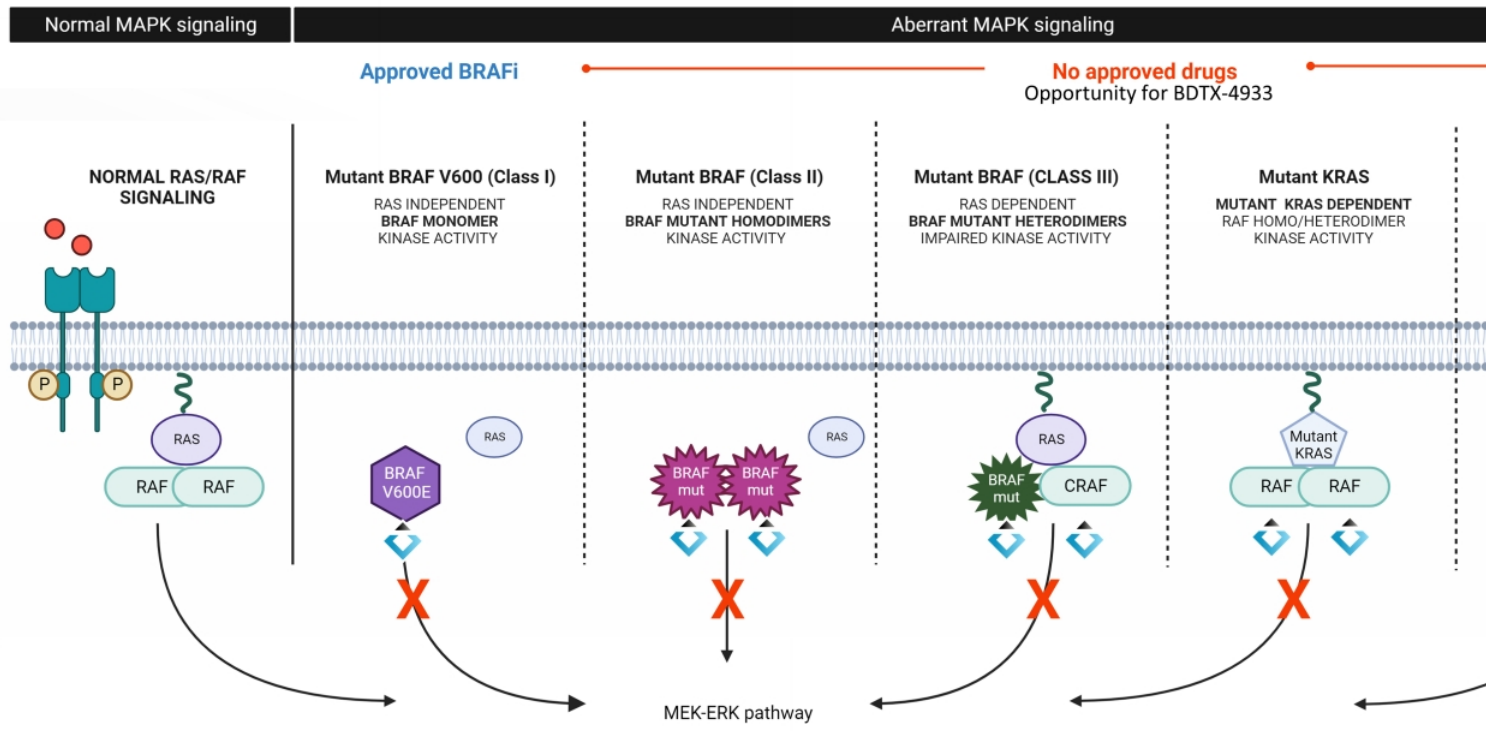 Normal MAPK signaling
Aberrant MAPK signaling
Approved BRAFi
No approved drugs
Opportunity for BDTX-4933
NORMAL RAS/RAF
SIGNALING
Mutant BRAF V600 (Class I)
RAS INDEPENDENT
BRAF MONOMER
KINASE ACTIVITY
Mutant BRAF (Class II)
RAS INDEPENDENT
BRAF MUTANT HOMODIMERS
KINASE ACTIVITY
Mutant BRAF (CLASS III)
RAS DEPENDENT
BRAF MUTANT HETERODIMERS
IMPAIRED KINASE ACTIVITY
Mutant KRAS
MUTANT KRAS DEPENDENT
RAF HOMO/HETERODIMER
KINASE ACTIVITY
P
P
RAS
RAF
RAF
RAS
BRAF
V600E
RAS
BRAF
mut
BRAF
mut
RAS
BRAF
mut
CRAF
Mutant
KRAS
RAF
RAF
X
X
X
X
MEK-ERK pathway